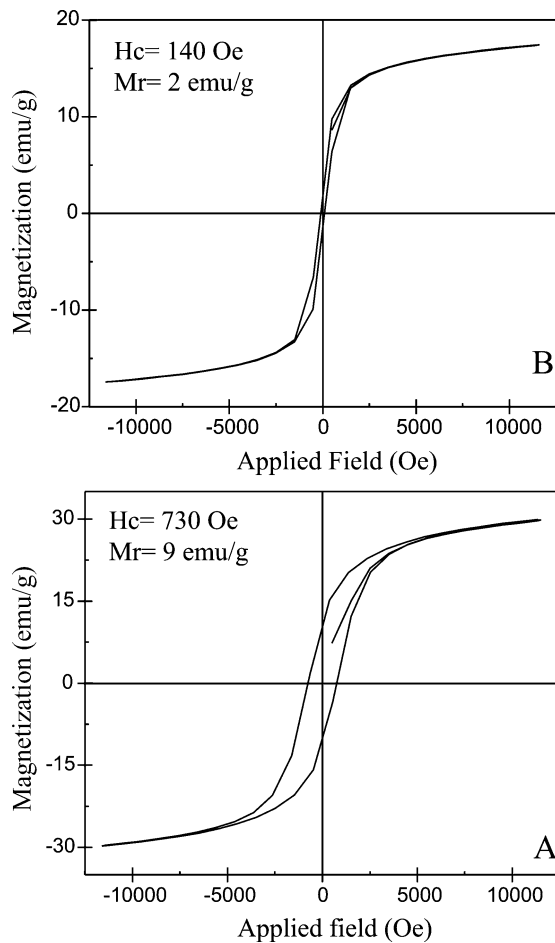 20
10
0
-10
-20
Magnetization (emu/g)
Hc= 140 Oe
Mr= 2 emu/g
B
-10000 -5000 0 5000 10000
Applied Field (Oe)
30
15
0
-15
-30
Magnetization (emu/g)
Hc= 730 Oe
Mr= 9 emu/g
A
-10000 -5000 0 5000 10000
Applied field (Oe)